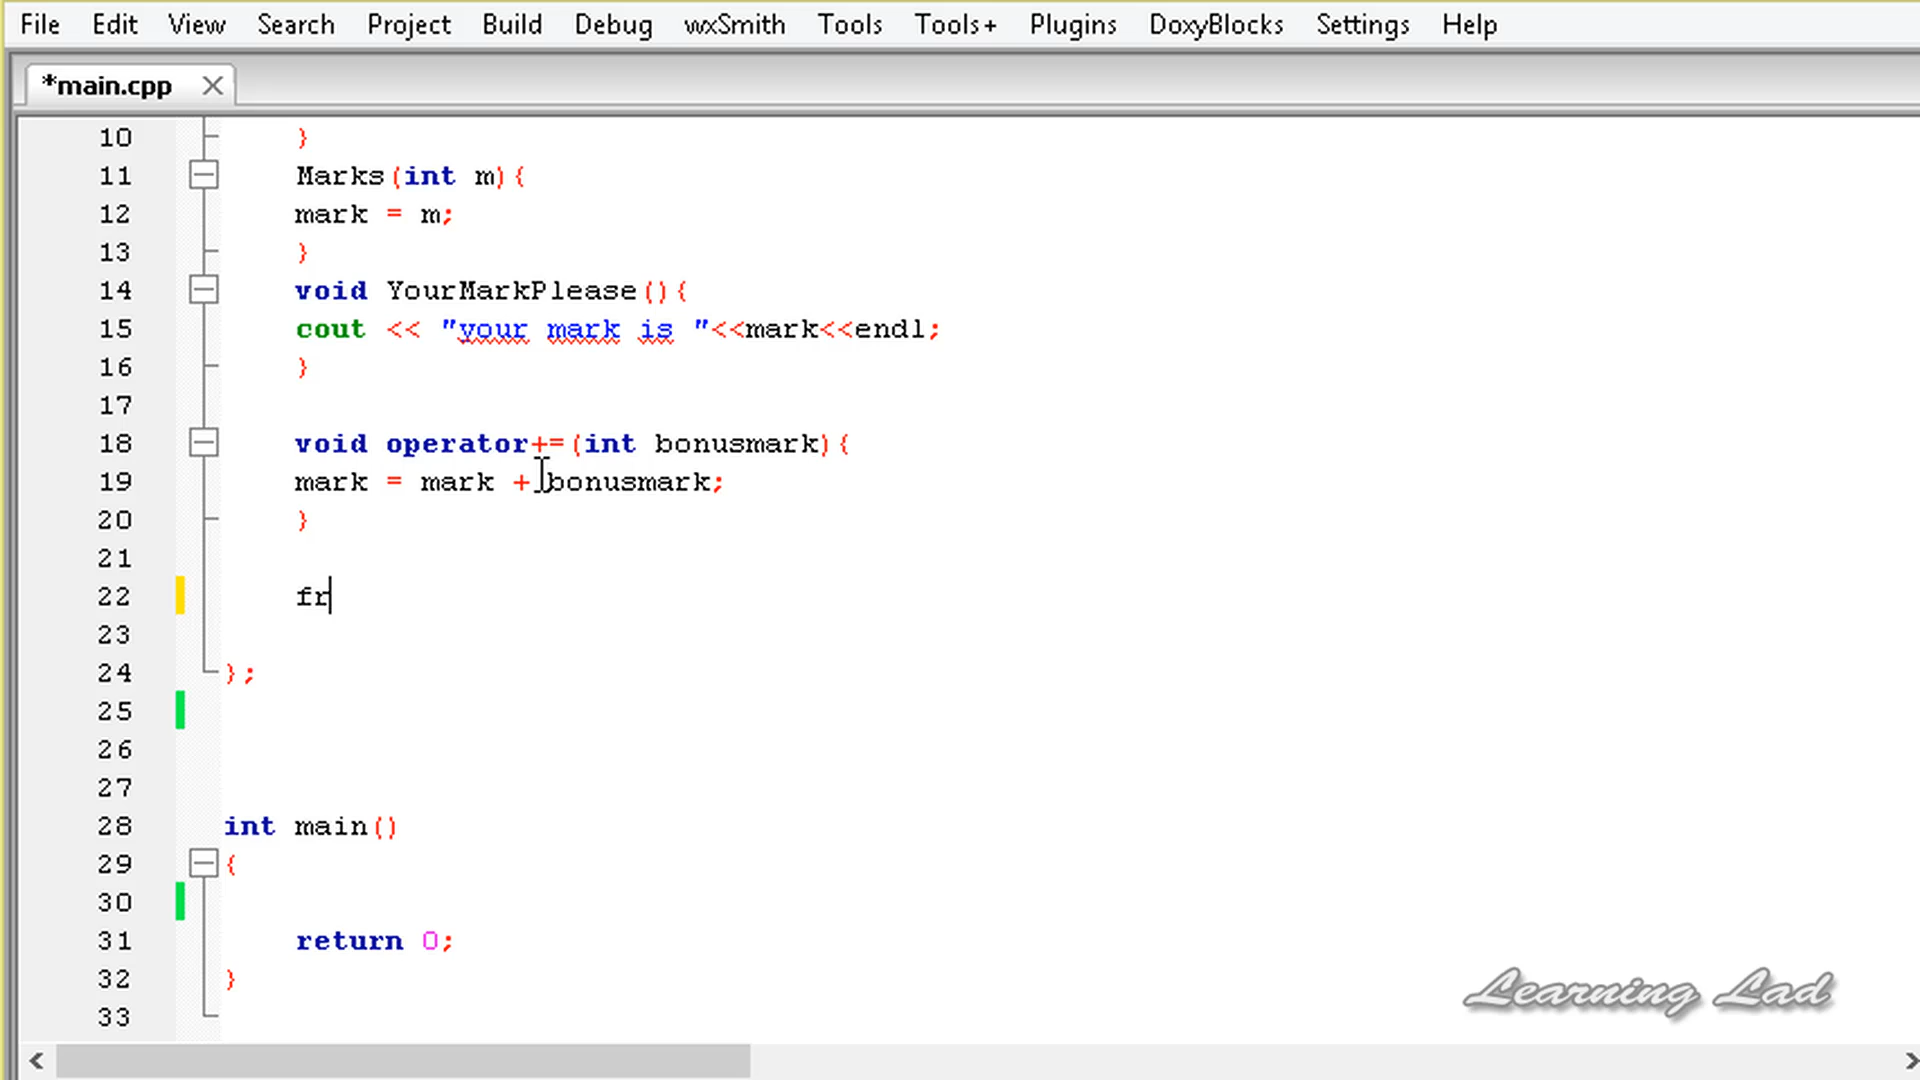 File Edit View Search Project Build Debug wxSmith Tools Tools+ Plugins DoxyBlocks Settings Help
*main.cpp
10 }
11 Marks(int m){
12 mark = m;
13 }
14 void YourMarkPlease(){
15 cout << "your mark is "<<mark<<endl;
16 }
17
18 void operator+=(int bonusmark){
19 mark = mark + bonusmark;
20 }
21
22 fr
23
24 };
25
26
27
28 int main()
29 {
30
31 return 0;
32 }
33
Learning Lad